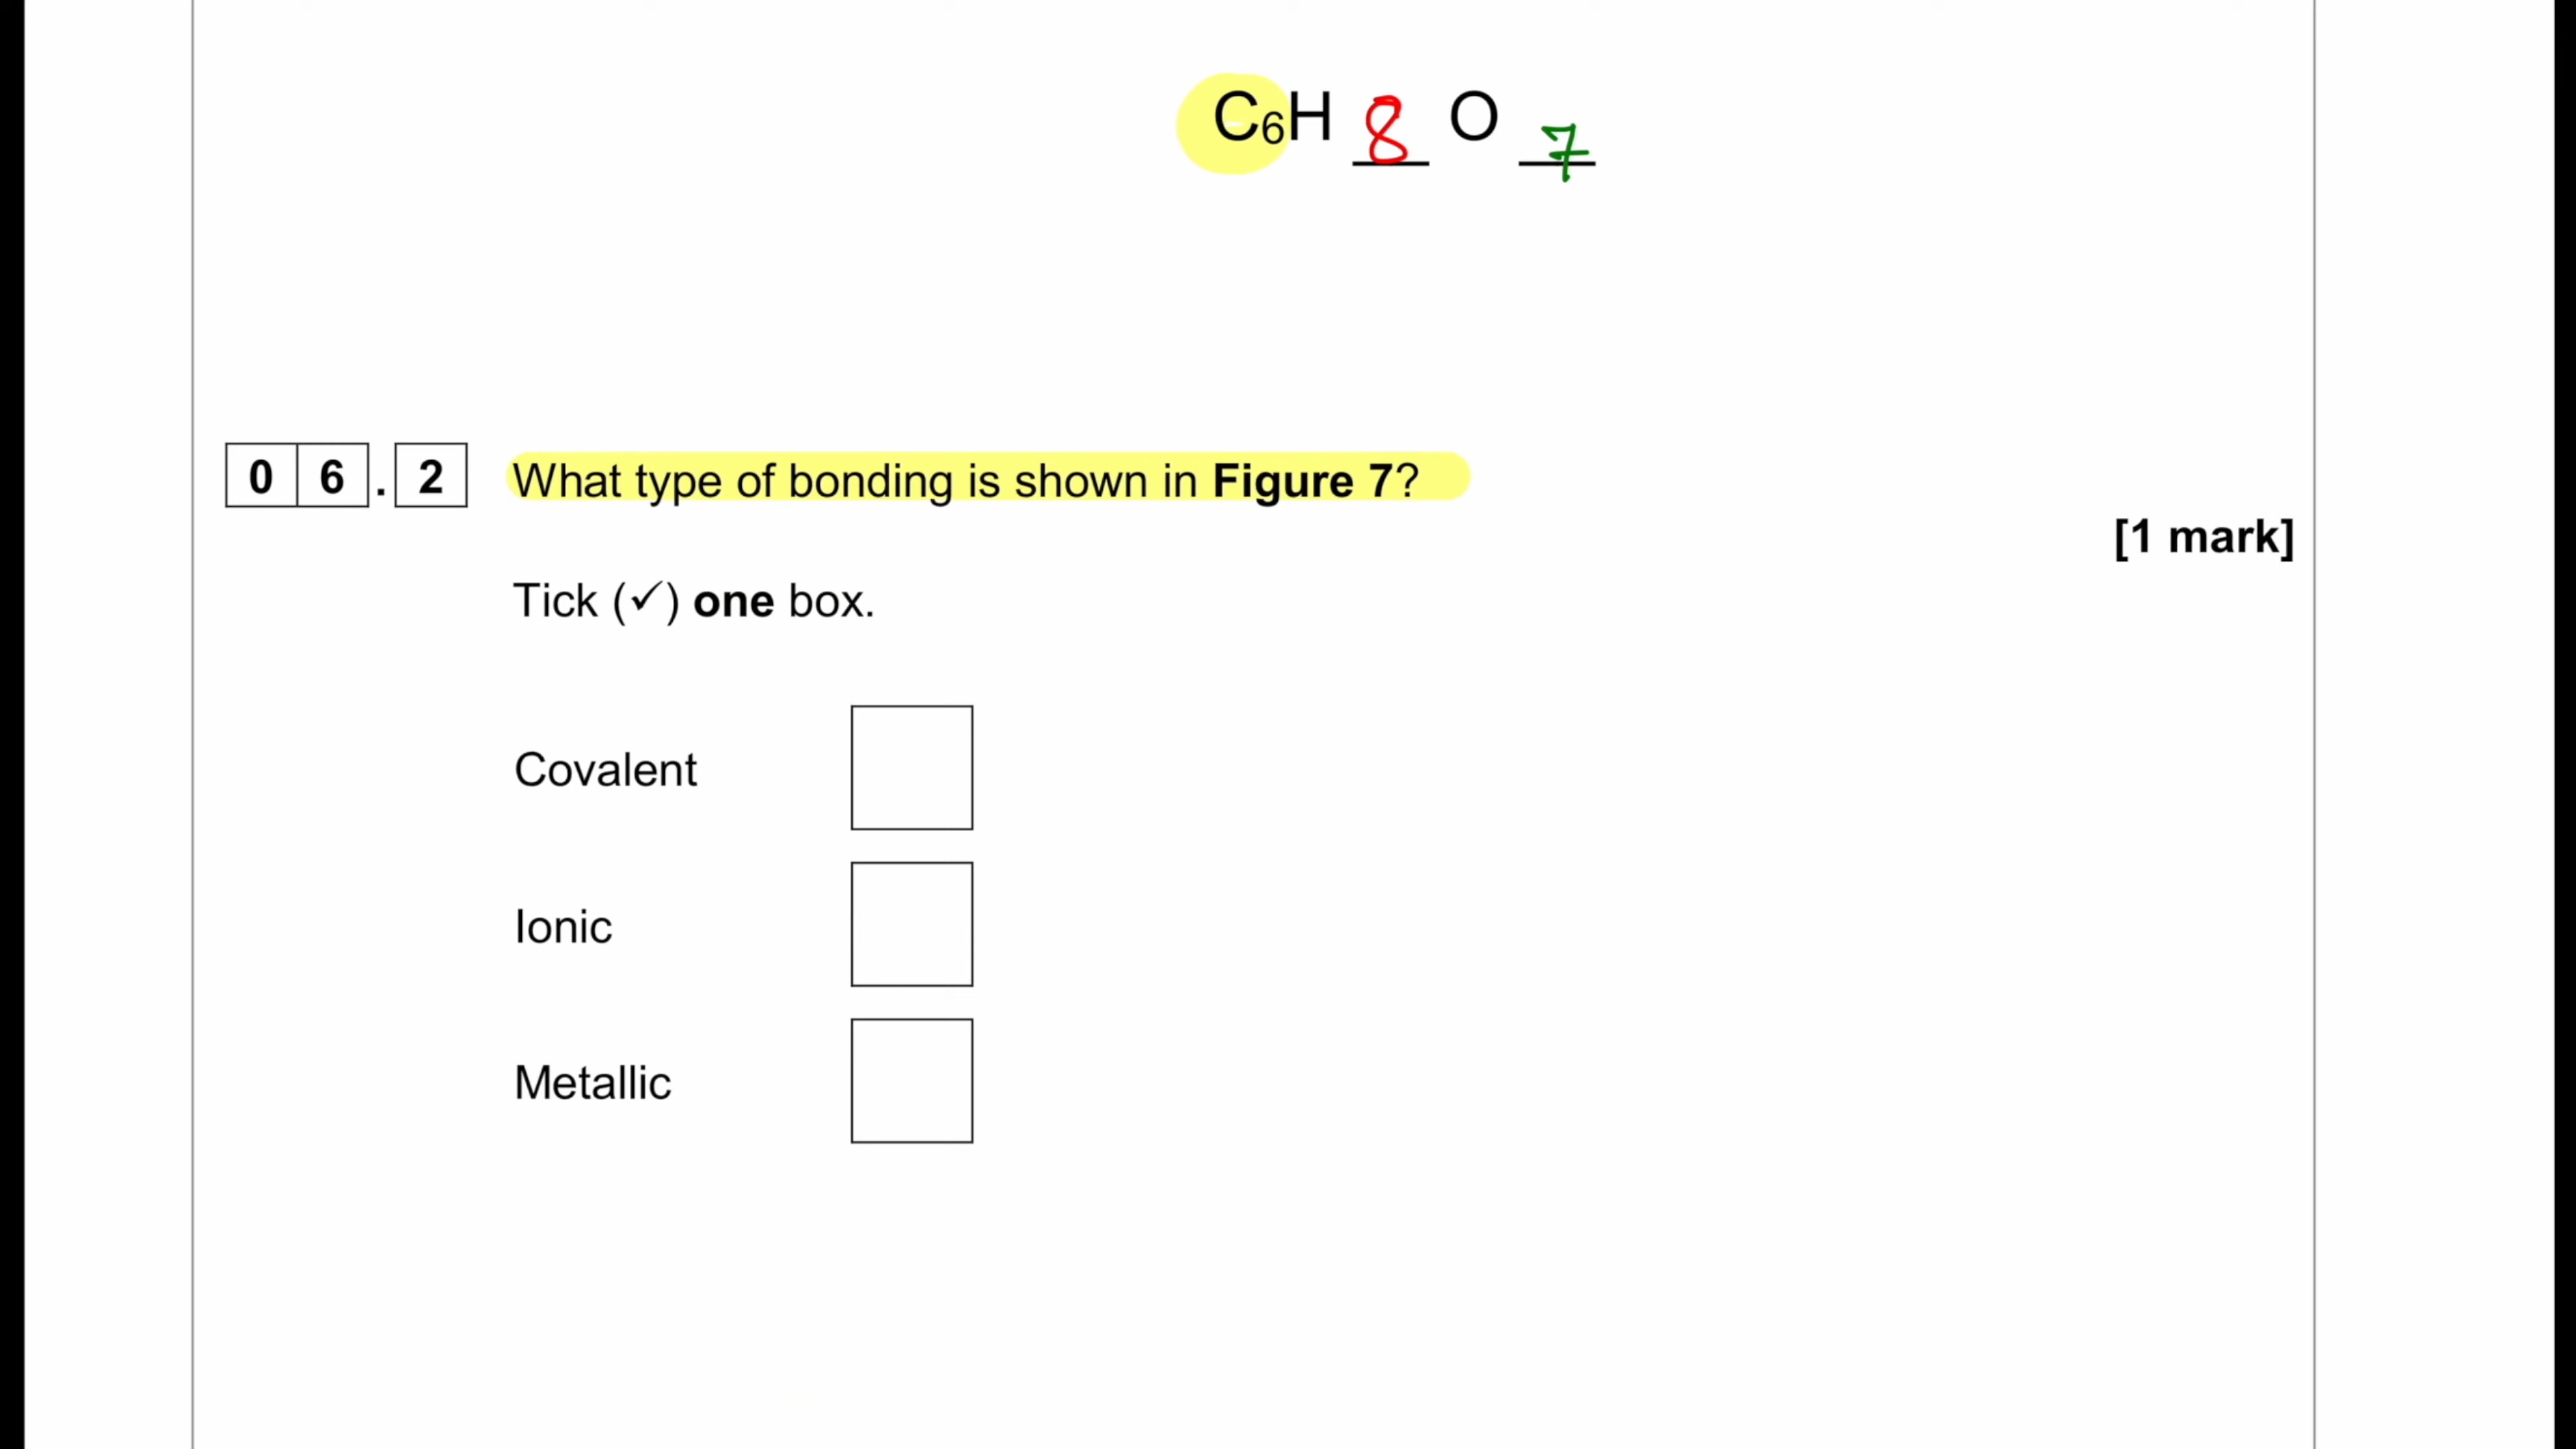 C₆H 8 O 7
0 6 . 2 What type of bonding is shown in Figure 7?
[1 mark]
Tick (✓) one box.
Covalent
Ionic
Metallic